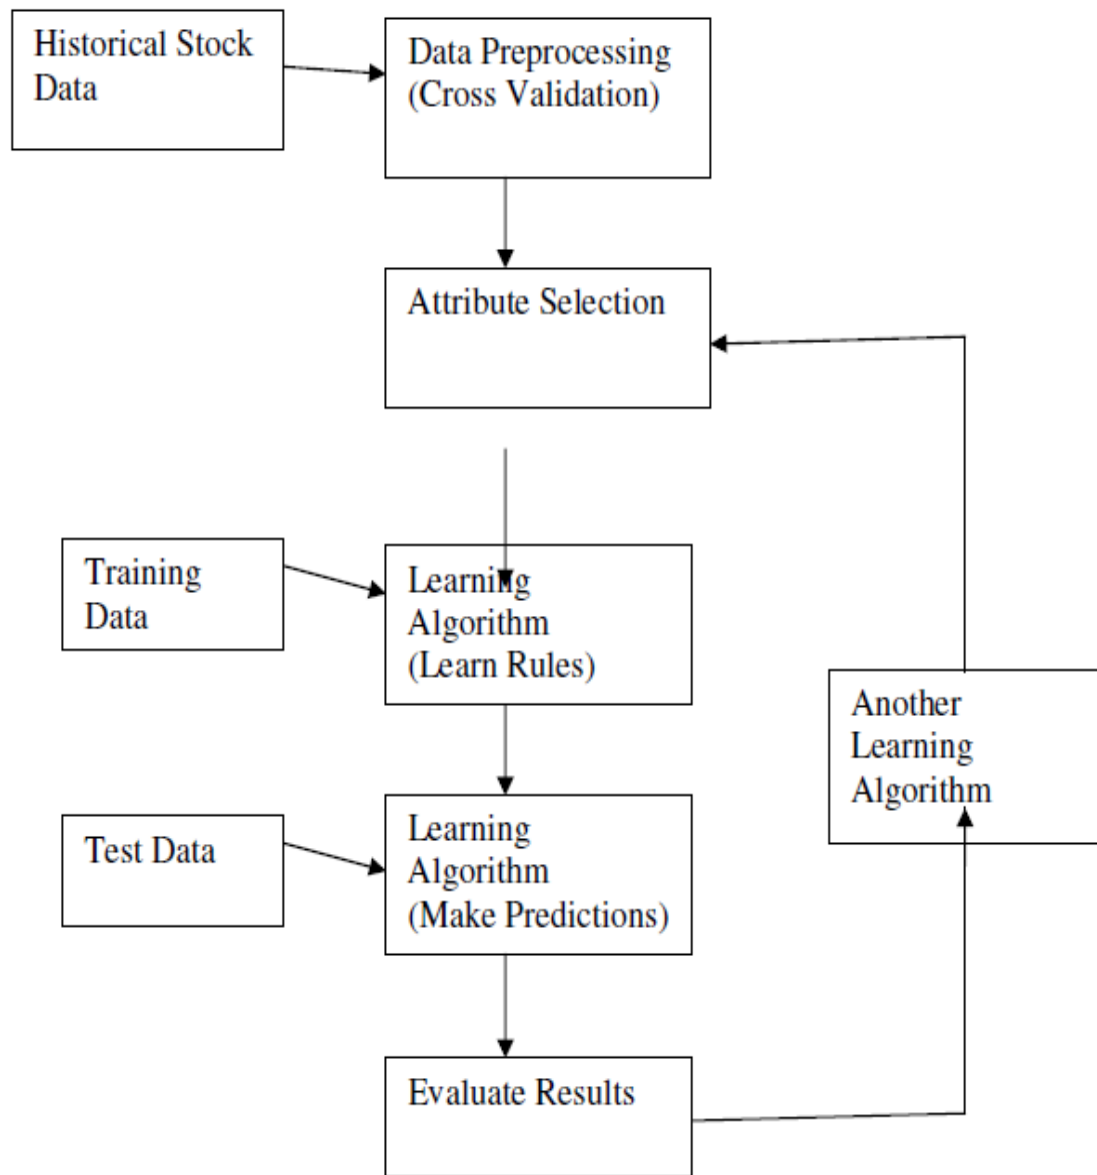 Historical Stock
Data
Data Preprocessing
(Cross Validation)
Attribute Selection
Training
Data
Learning
Algorithm
(Learn Rules)
Another
Learning
Algorithm
Test Data
Learning
Algorithm
(Make Predictions)
Evaluate Results